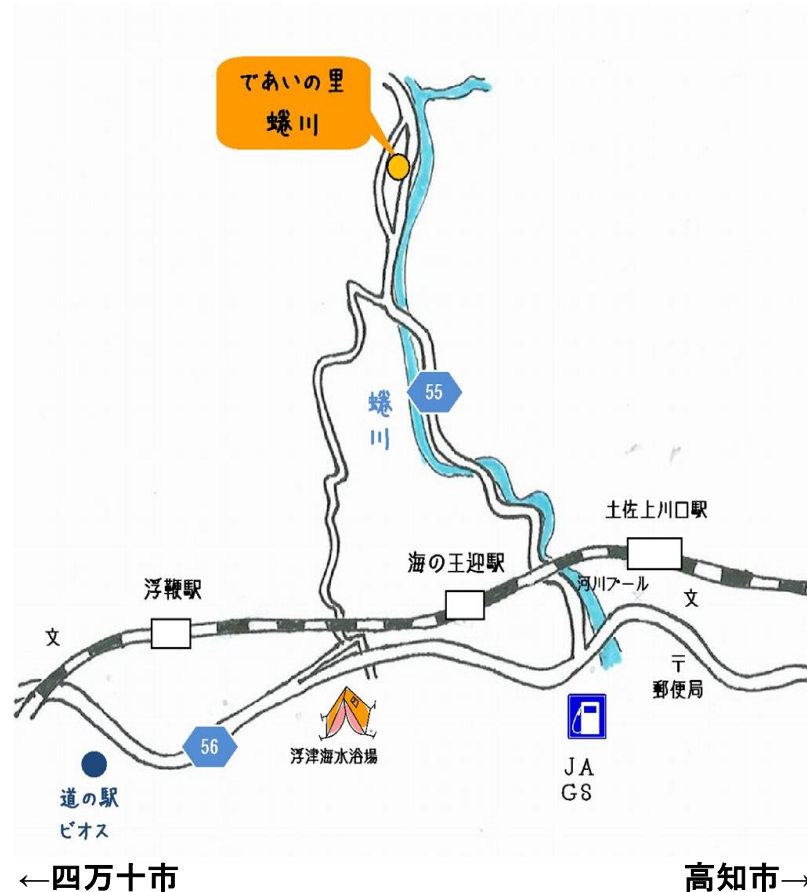 であいの里
蜷川
55
蜷
川
土佐上川口駅
海の王迎駅
河川プール
浮鞭駅
文
文
〒
郵便局
56
浮津海水浴場
道の駅
ビオス
JA
GS
←四万十市
高知市→